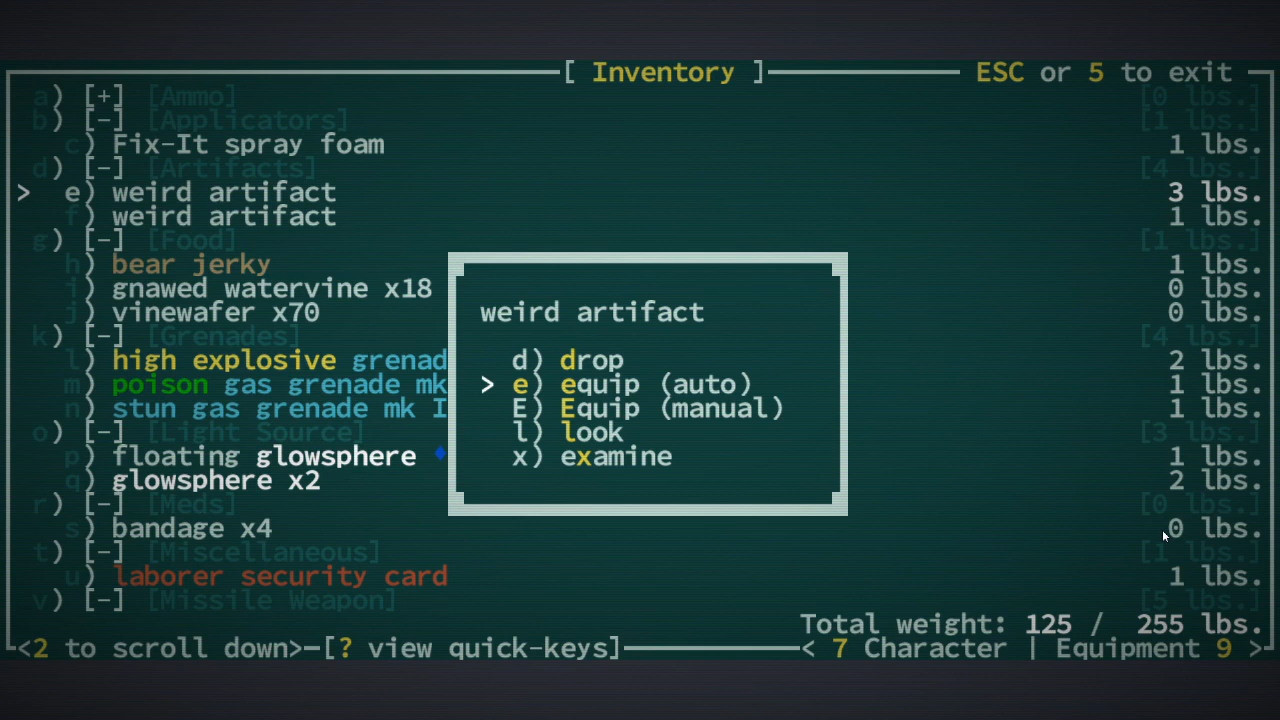 [ Inventory ] ESC or 5 to exit
a) [+] [Ammo] [0 lbs.]
b) [-] [Applicators] [1 lbs.]
c) Fix-It spray foam 1 lbs.
d) [-] [Artifacts] [4 lbs.]
> e) weird artifact 3 lbs.
f) weird artifact 1 lbs.
g) [-] [Food] [1 lbs.]
h) bear jerky 1 lbs.
i) gnawed watervine x18 0 lbs.
j) vinewafer x70 0 lbs.
k) [-] [Grenades] [4 lbs.]
l) high explosive grenad 2 lbs.
m) poison gas grenade mk 1 lbs.
n) stun gas grenade mk I 1 lbs.
o) [-] [Light Source] [3 lbs.]
p) floating glowsphere ♦ 1 lbs.
q) glowsphere x2 2 lbs.
r) [-] [Meds] [0 lbs.]
s) bandage x4 0 lbs.
t) [-] [Miscellaneous] [1 lbs.]
u) laborer security card 1 lbs.
v) [-] [Missile Weapon] [5 lbs.]
weird artifact
d) drop
> e) equip (auto)
E) Equip (manual)
l) look
x) examine
Total weight: 125 / 255 lbs.
<2 to scroll down> [? view quick-keys] < 7 Character | Equipment 9 >